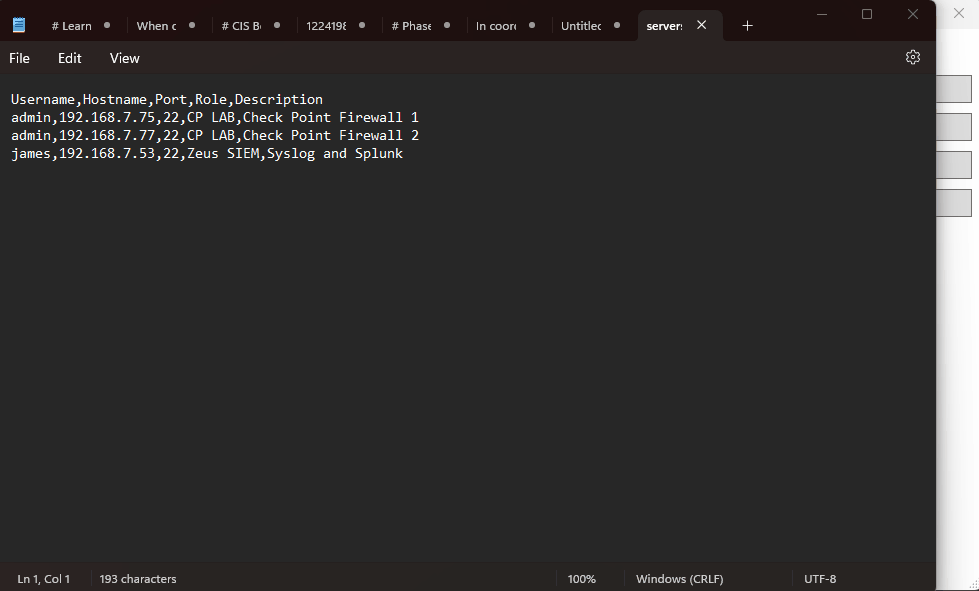 # Learn When c # CIS Be 1224198 # Phase In coord Untitled servers
File Edit View
Username,Hostname,Port,Role,Description
admin,192.168.7.75,22,CP LAB,Check Point Firewall 1
admin,192.168.7.77,22,CP LAB,Check Point Firewall 2
james,192.168.7.53,22,Zeus SIEM,Syslog and Splunk
Ln 1, Col 1 193 characters 100% Windows (CRLF) UTF-8